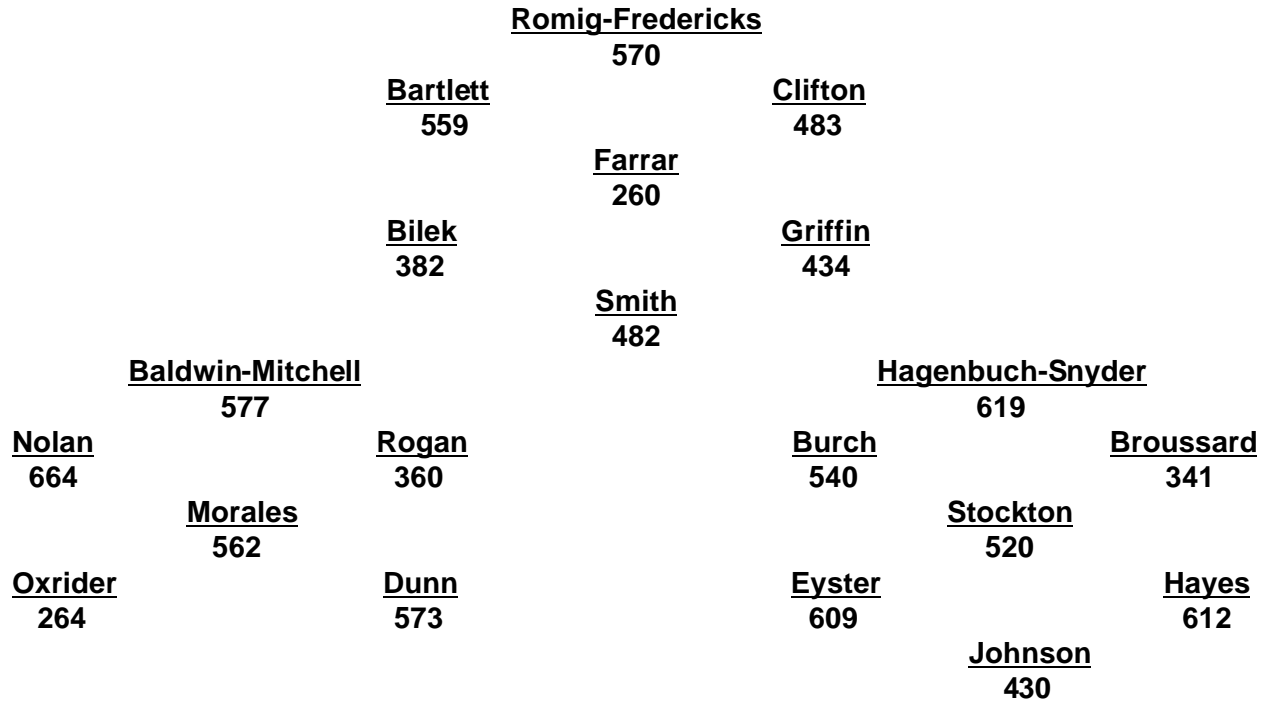 Romig-Fredericks
570
Bartlett Clifton
559 483
Farrar
260
Bilek Griffin
382 434
Smith
482
Baldwin-Mitchell Hagenbuch-Snyder
577 619
Nolan Rogan Burch Broussard
664 360 540 341
Morales Stockton
562 520
Oxrider Dunn Eyster Hayes
264 573 609 612
Johnson
430